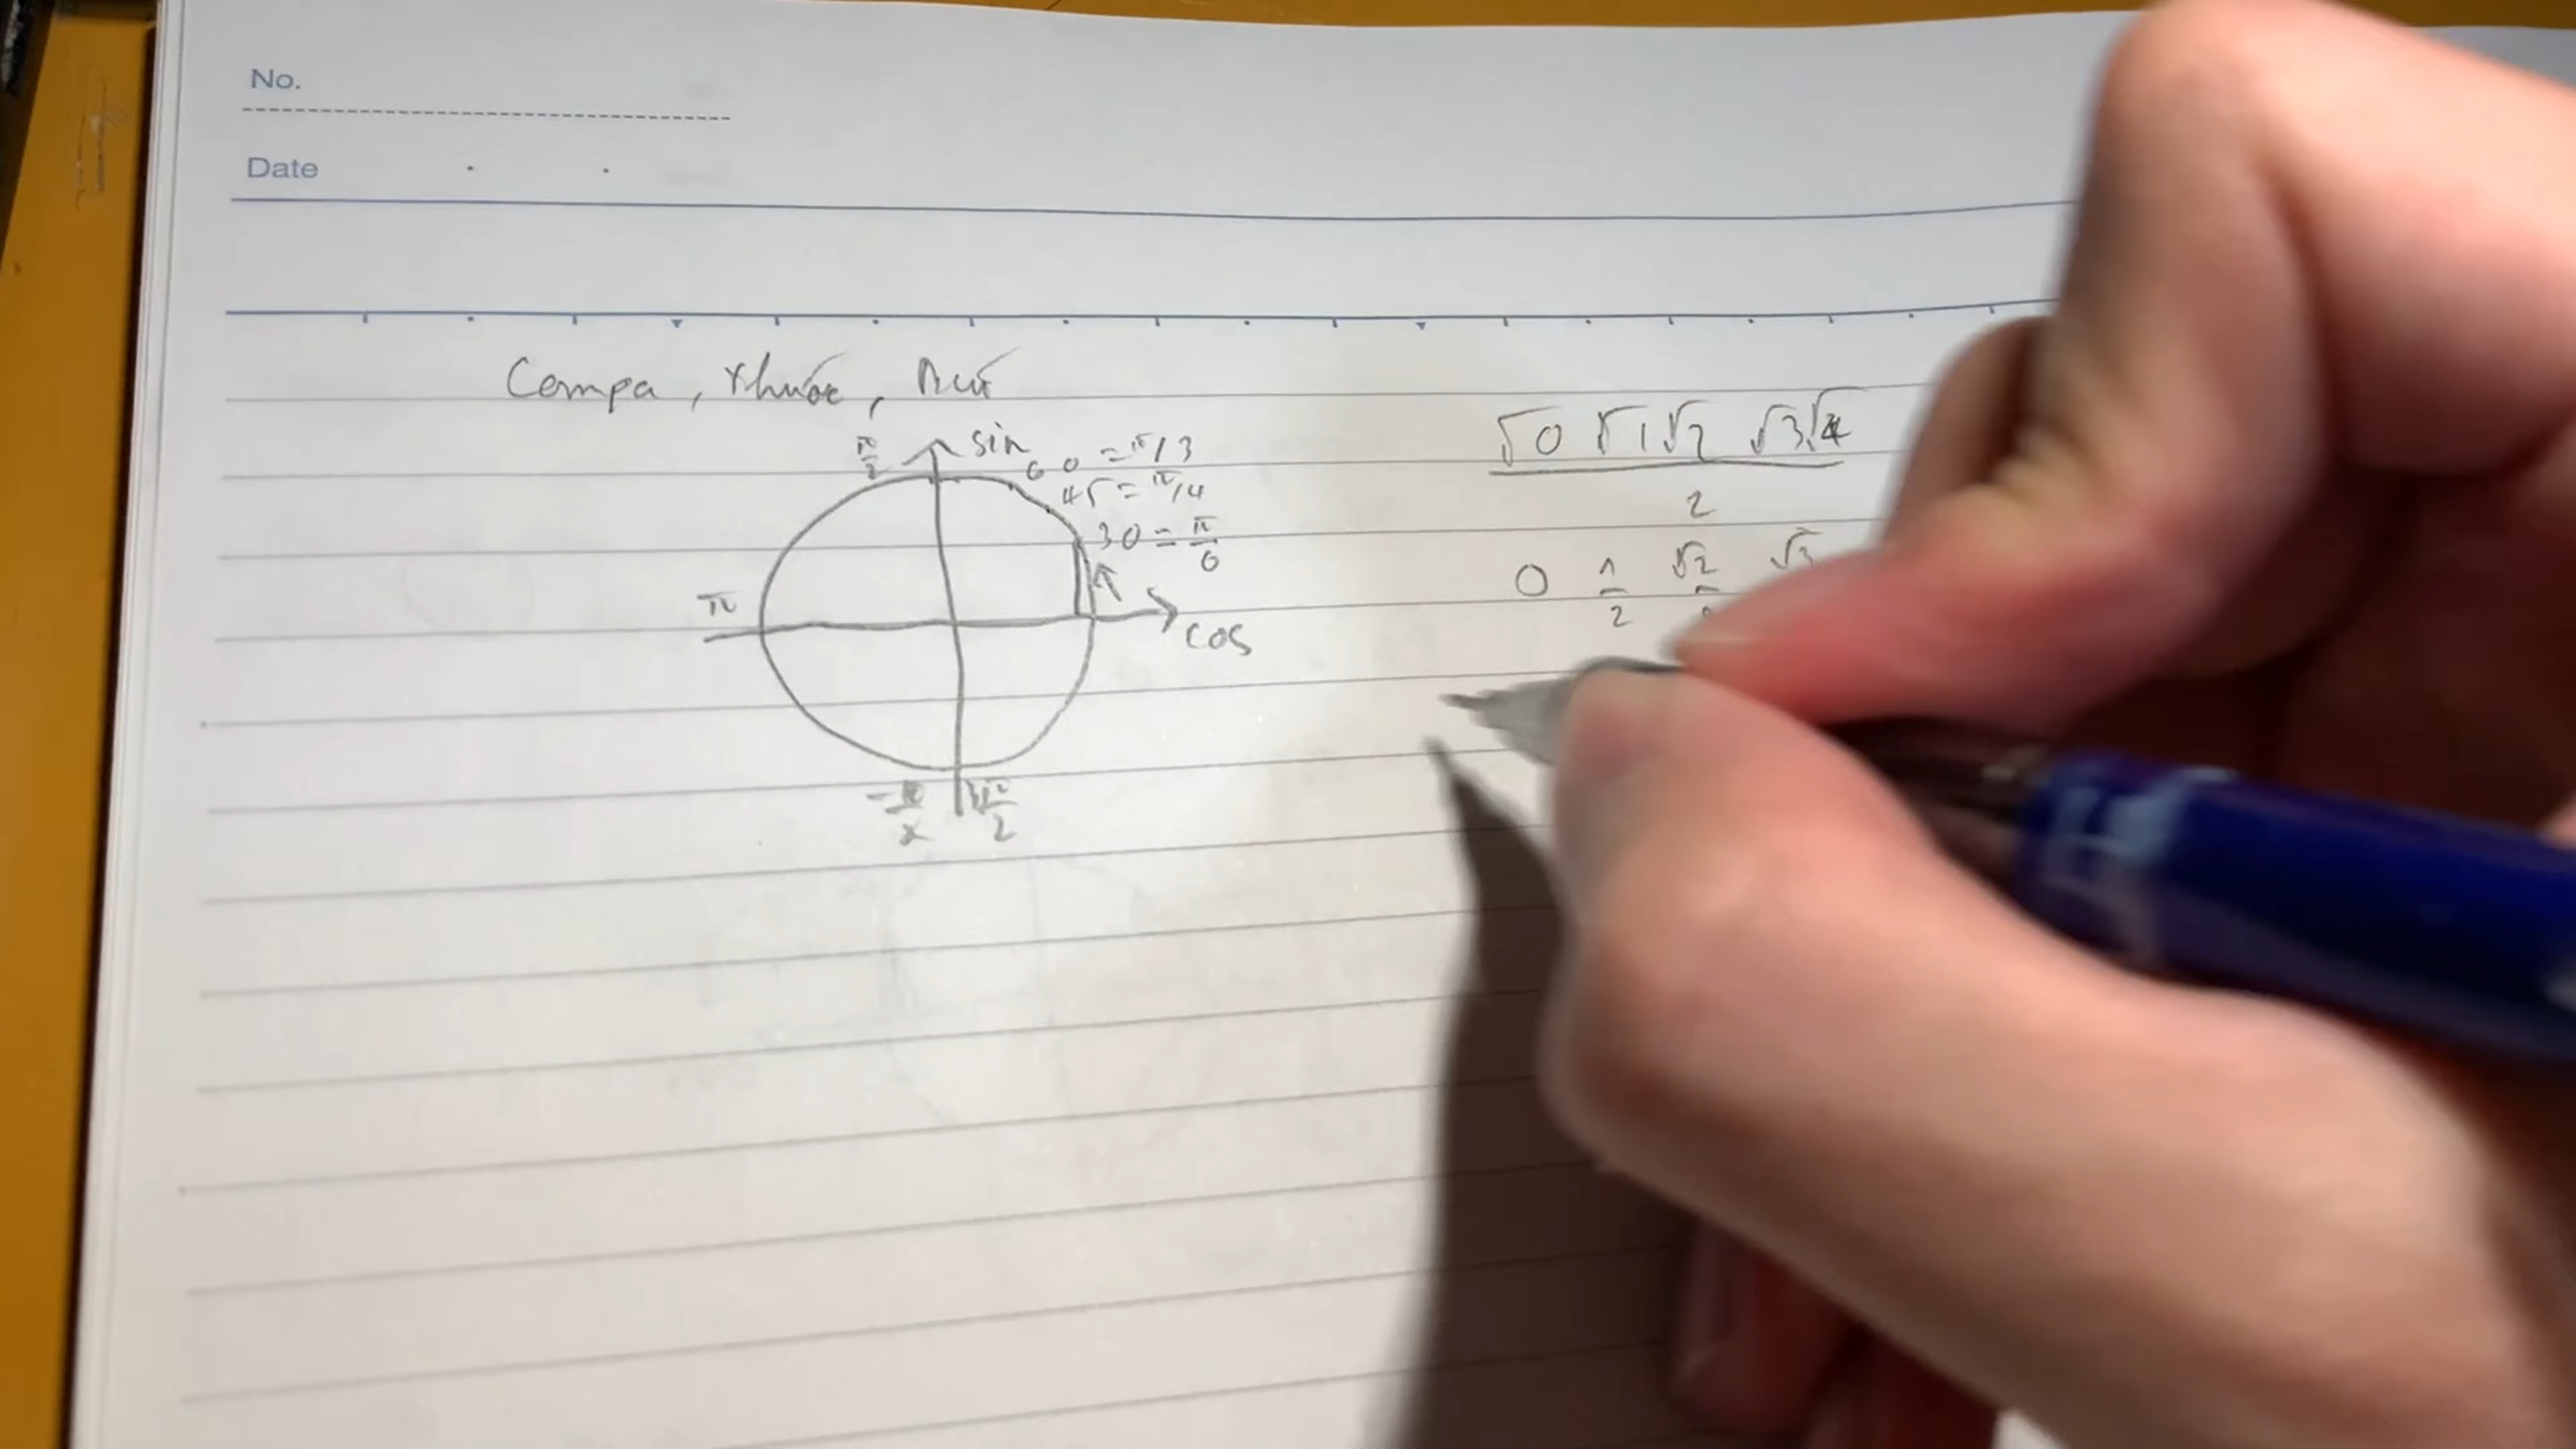 No.
Date
Compa, thước, bút
π/2 sin
60 = π/3
45 = π/4
30 = π/6
π
cos
-π/2 3π/2
√0 √1 √2 √3 √4
2
0 1/2 √2 √3